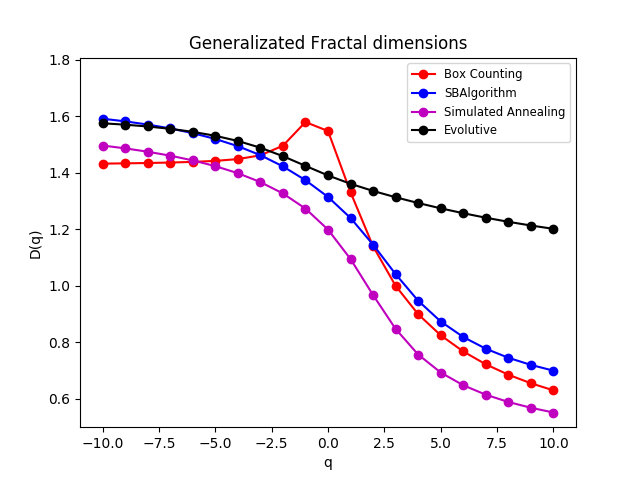 Generalizated Fractal dimensions
Box Counting
SBAlgorithm
Simulated Annealing
Evolutive
D(q)
1.8
1.6
1.4
1.2
1.0
0.8
0.6
−10.0 −7.5 −5.0 −2.5 0.0 2.5 5.0 7.5 10.0
q